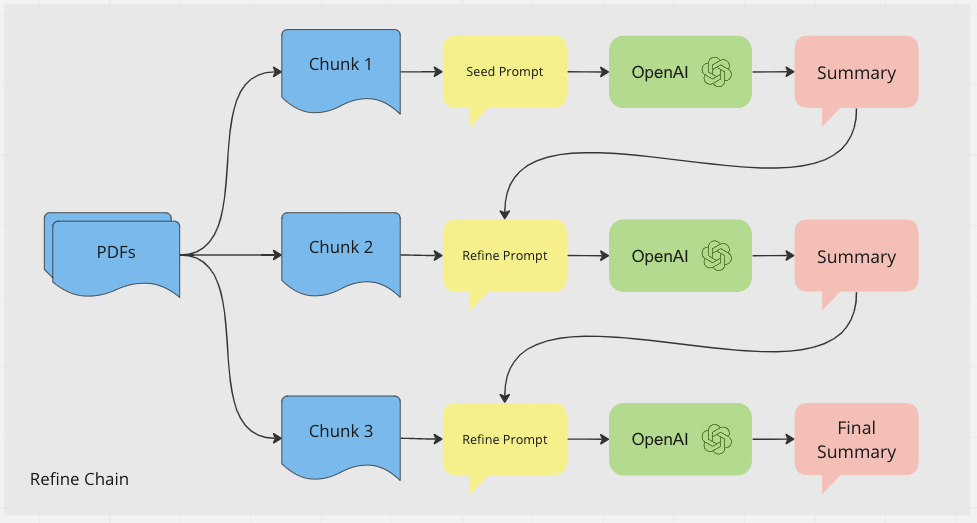 Chunk 1
Seed Prompt
OpenAI
Summary
PDFs
Chunk 2
Refine Prompt
OpenAI
Summary
Chunk 3
Refine Prompt
OpenAI
Final
Summary
Refine Chain